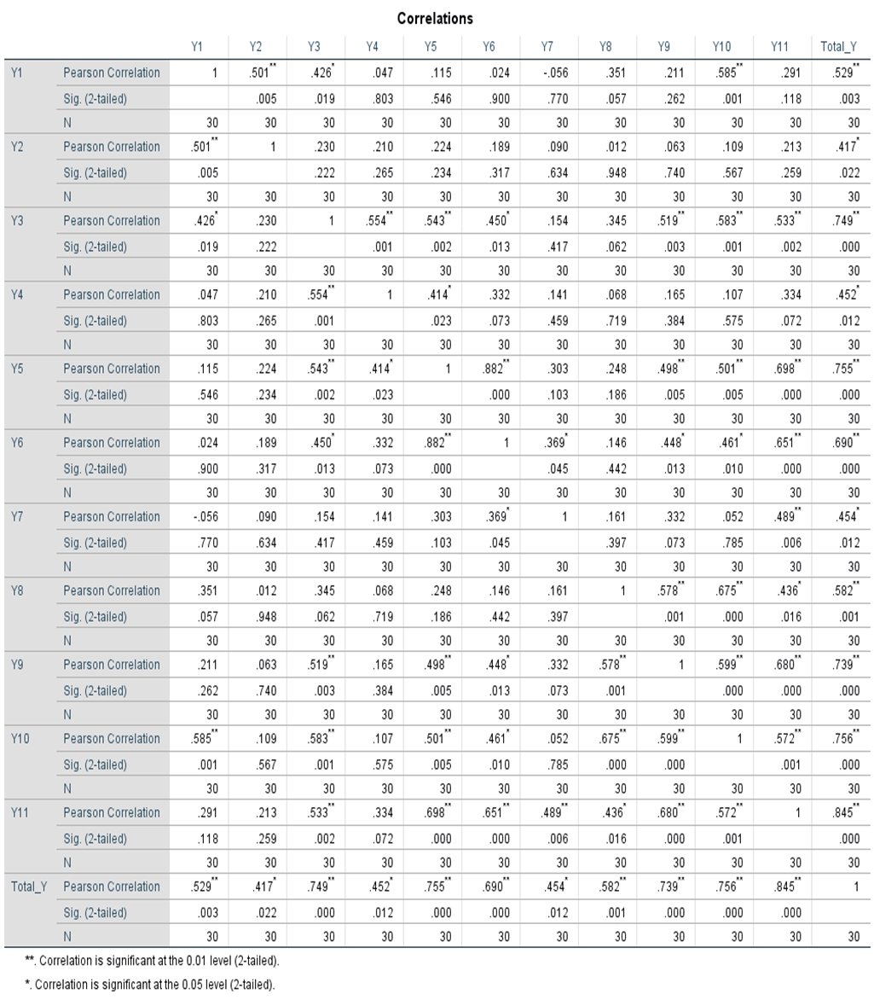 Correlations
Y1 Y2 Y3 Y4 Y5 Y6 Y7 Y8 Y9 Y10 Y11 Total_Y
Y1 Pearson Correlation 1 .501** .426* .047 .115 .024 -.056 .351 .211 .585** .291 .529**
Sig. (2-tailed) .005 .019 .803 .546 .900 .770 .057 .262 .001 .118 .003
N 30 30 30 30 30 30 30 30 30 30 30 30
Y2 Pearson Correlation .501** 1 .230 .210 .224 .189 .090 .012 .063 .109 .213 .417*
Sig. (2-tailed) .005 .222 .265 .234 .317 .634 .948 .740 .567 .259 .022
N 30 30 30 30 30 30 30 30 30 30 30 30
Y3 Pearson Correlation .426* .230 1 .554** .543** .450* .154 .345 .519** .583** .533** .749**
Sig. (2-tailed) .019 .222 .001 .002 .013 .417 .062 .003 .001 .002 .000
N 30 30 30 30 30 30 30 30 30 30 30 30
Y4 Pearson Correlation .047 .210 .554** 1 .414* .332 .141 .068 .165 .107 .334 .452*
Sig. (2-tailed) .803 .265 .001 .023 .073 .459 .719 .384 .575 .072 .012
N 30 30 30 30 30 30 30 30 30 30 30 30
Y5 Pearson Correlation .115 .224 .543** .414* 1 .882** .303 .248 .498** .501** .698** .755**
Sig. (2-tailed) .546 .234 .002 .023 .000 .103 .186 .005 .005 .000 .000
N 30 30 30 30 30 30 30 30 30 30 30 30
Y6 Pearson Correlation .024 .189 .450* .332 .882** 1 .369* .146 .448* .461* .651** .690**
Sig. (2-tailed) .900 .317 .013 .073 .000 .045 .442 .013 .010 .000 .000
N 30 30 30 30 30 30 30 30 30 30 30 30
Y7 Pearson Correlation -.056 .090 .154 .141 .303 .369* 1 .161 .332 .052 .489** .454*
Sig. (2-tailed) .770 .634 .417 .459 .103 .045 .397 .073 .785 .006 .012
N 30 30 30 30 30 30 30 30 30 30 30 30
Y8 Pearson Correlation .351 .012 .345 .068 .248 .146 .161 1 .578** .675** .436* .582**
Sig. (2-tailed) .057 .948 .062 .719 .186 .442 .397 .001 .000 .016 .001
N 30 30 30 30 30 30 30 30 30 30 30 30
Y9 Pearson Correlation .211 .063 .519** .165 .498** .448* .332 .578** 1 .599** .680** .739**
Sig. (2-tailed) .262 .740 .003 .384 .005 .013 .073 .001 .000 .000 .000
N 30 30 30 30 30 30 30 30 30 30 30 30
Y10 Pearson Correlation .585** .109 .583** .107 .501** .461* .052 .675** .599** 1 .572** .756**
Sig. (2-tailed) .001 .567 .001 .575 .005 .010 .785 .000 .000 .001 .000
N 30 30 30 30 30 30 30 30 30 30 30 30
Y11 Pearson Correlation .291 .213 .533** .334 .698** .651** .489** .436* .680** .572** 1 .845**
Sig. (2-tailed) .118 .259 .002 .072 .000 .000 .006 .016 .000 .001 .000
N 30 30 30 30 30 30 30 30 30 30 30 30
Total_Y Pearson Correlation .529** .417* .749** .452* .755** .690** .454* .582** .739** .756** .845** 1
Sig. (2-tailed) .003 .022 .000 .012 .000 .000 .012 .001 .000 .000 .000
N 30 30 30 30 30 30 30 30 30 30 30 30
**. Correlation is significant at the 0.01 level (2-tailed).
*. Correlation is significant at the 0.05 level (2-tailed).